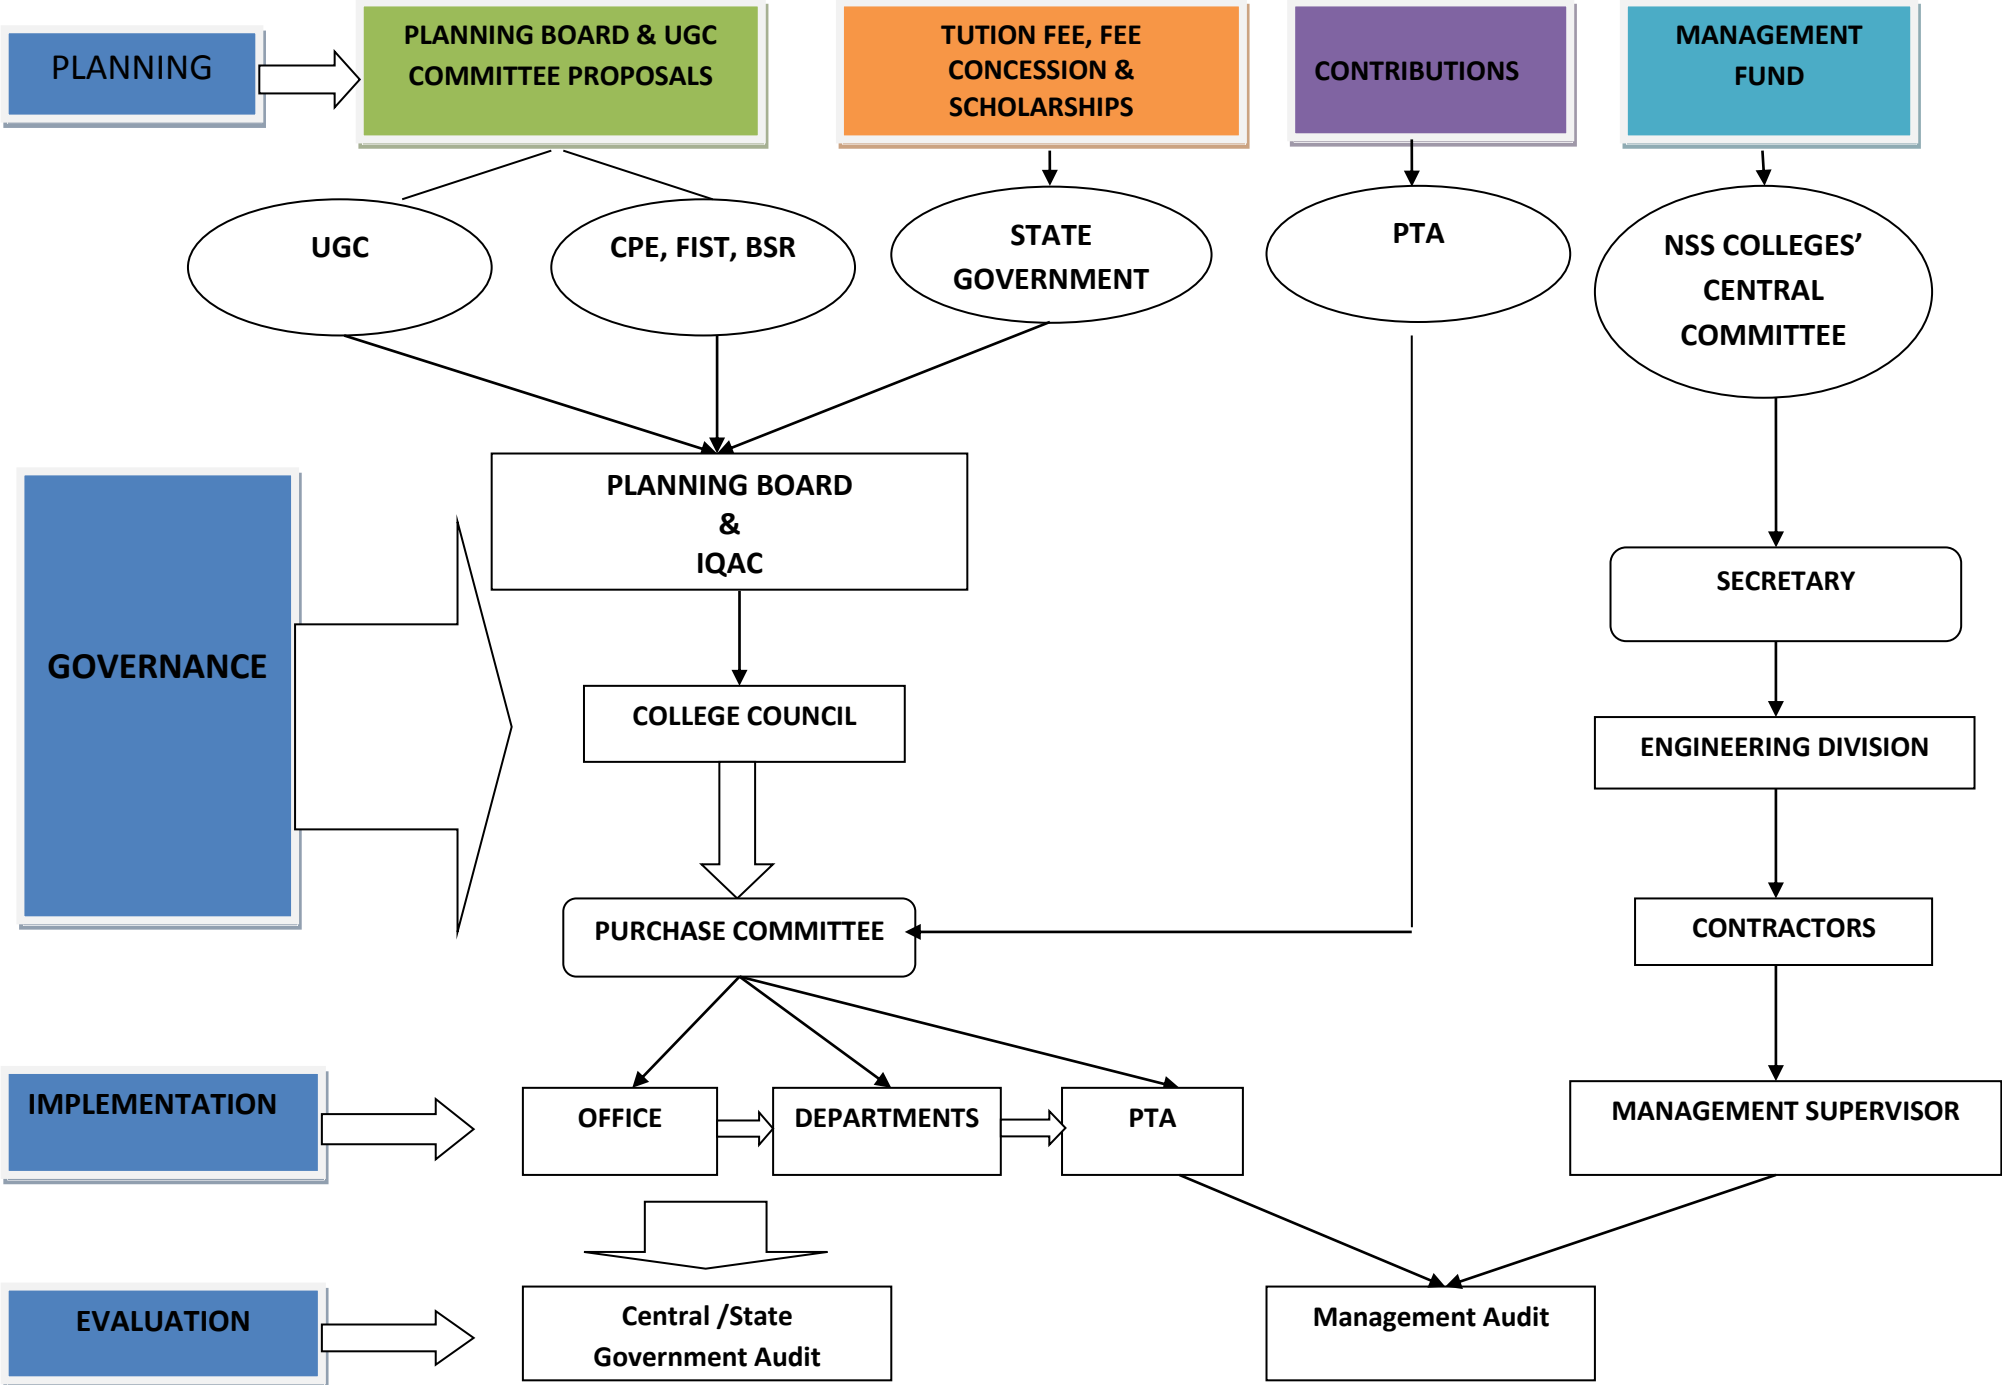 PLANNING
PLANNING BOARD & UGC
COMMITTEE PROPOSALS
TUTION FEE, FEE
CONCESSION &
SCHOLARSHIPS
CONTRIBUTIONS
MANAGEMENT
FUND
UGC
CPE, FIST, BSR
STATE
GOVERNMENT
PTA
NSS COLLEGES’
CENTRAL
COMMITTEE
PLANNING BOARD
&
IQAC
GOVERNANCE
SECRETARY
COLLEGE COUNCIL
ENGINEERING DIVISION
PURCHASE COMMITTEE
CONTRACTORS
IMPLEMENTATION
OFFICE
DEPARTMENTS
PTA
MANAGEMENT SUPERVISOR
EVALUATION
Central /State
Government Audit
Management Audit